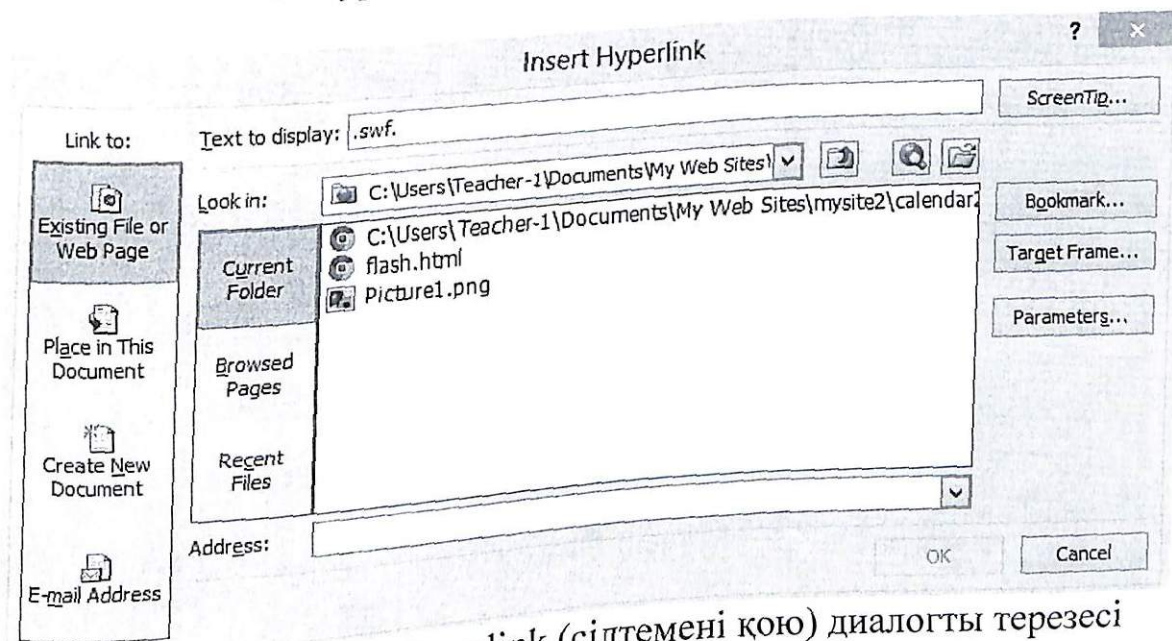 Insert Hyperlink
?
Link to:
Text to display: .swf.
ScreenTip...
Existing File or
Web Page
Look in: C:\Users\Teacher-1\Documents\My Web Sites\
Current
Folder
C:\Users\Teacher-1\Documents\My Web Sites\mysite2\calendar
flash.html
Picture1.png
Bookmark...
Target Frame...
Parameters...
Place in This
Document
Browsed
Pages
Create New
Document
Recent
Files
Address:
OK
Cancel
E-mail Address
link (сілтемені қою) диалогты терезесі